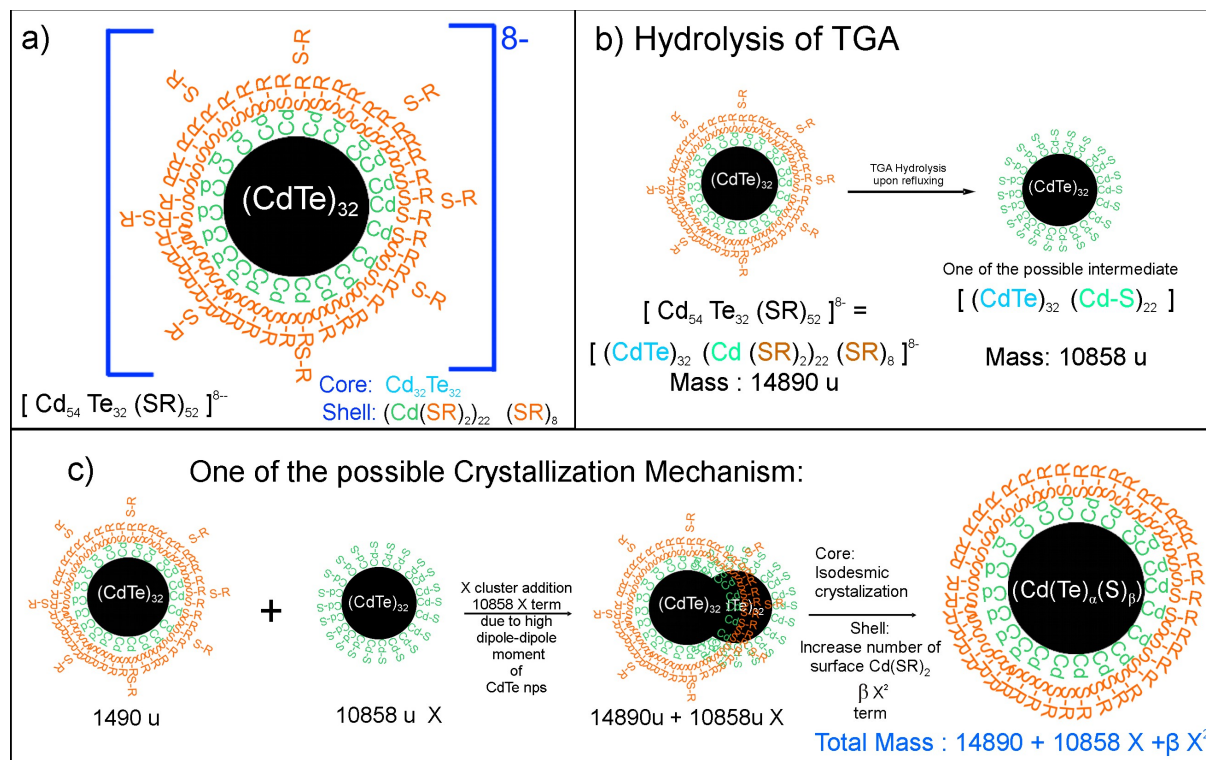 a)
8-
S-R
S-R
S-R
S-R
S-R
S-R
S-R
S-R
(CdTe)32
[ Cd54 Te32 (SR)52 ]8--
Core: Cd32Te32
Shell: (Cd(SR)2)22 (SR)8
b) Hydrolysis of TGA
(CdTe)32
TGA Hydrolysis
upon refluxing
(CdTe)32
One of the possible intermediate
[ Cd54 Te32 (SR)52 ]8- =
[ (CdTe)32 (Cd (SR)2)22 (SR)8 ]8-
Mass : 14890 u
[ (CdTe)32 (Cd-S)22 ]
Mass: 10858 u
c) One of the possible Crystallization Mechanism:
(CdTe)32
1490 u
+
(CdTe)32
10858 u X
X cluster addition
10858 X term
due to high
dipole-dipole
moment
of
CdTe nps
(CdTe)32
14890u + 10858u X
Core:
Isodesmic
crystalization
Shell:
Increase number of
surface Cd(SR)2
β X²
term
(Cd(Te)α(S)β)
Total Mass : 14890 + 10858 X +β X²